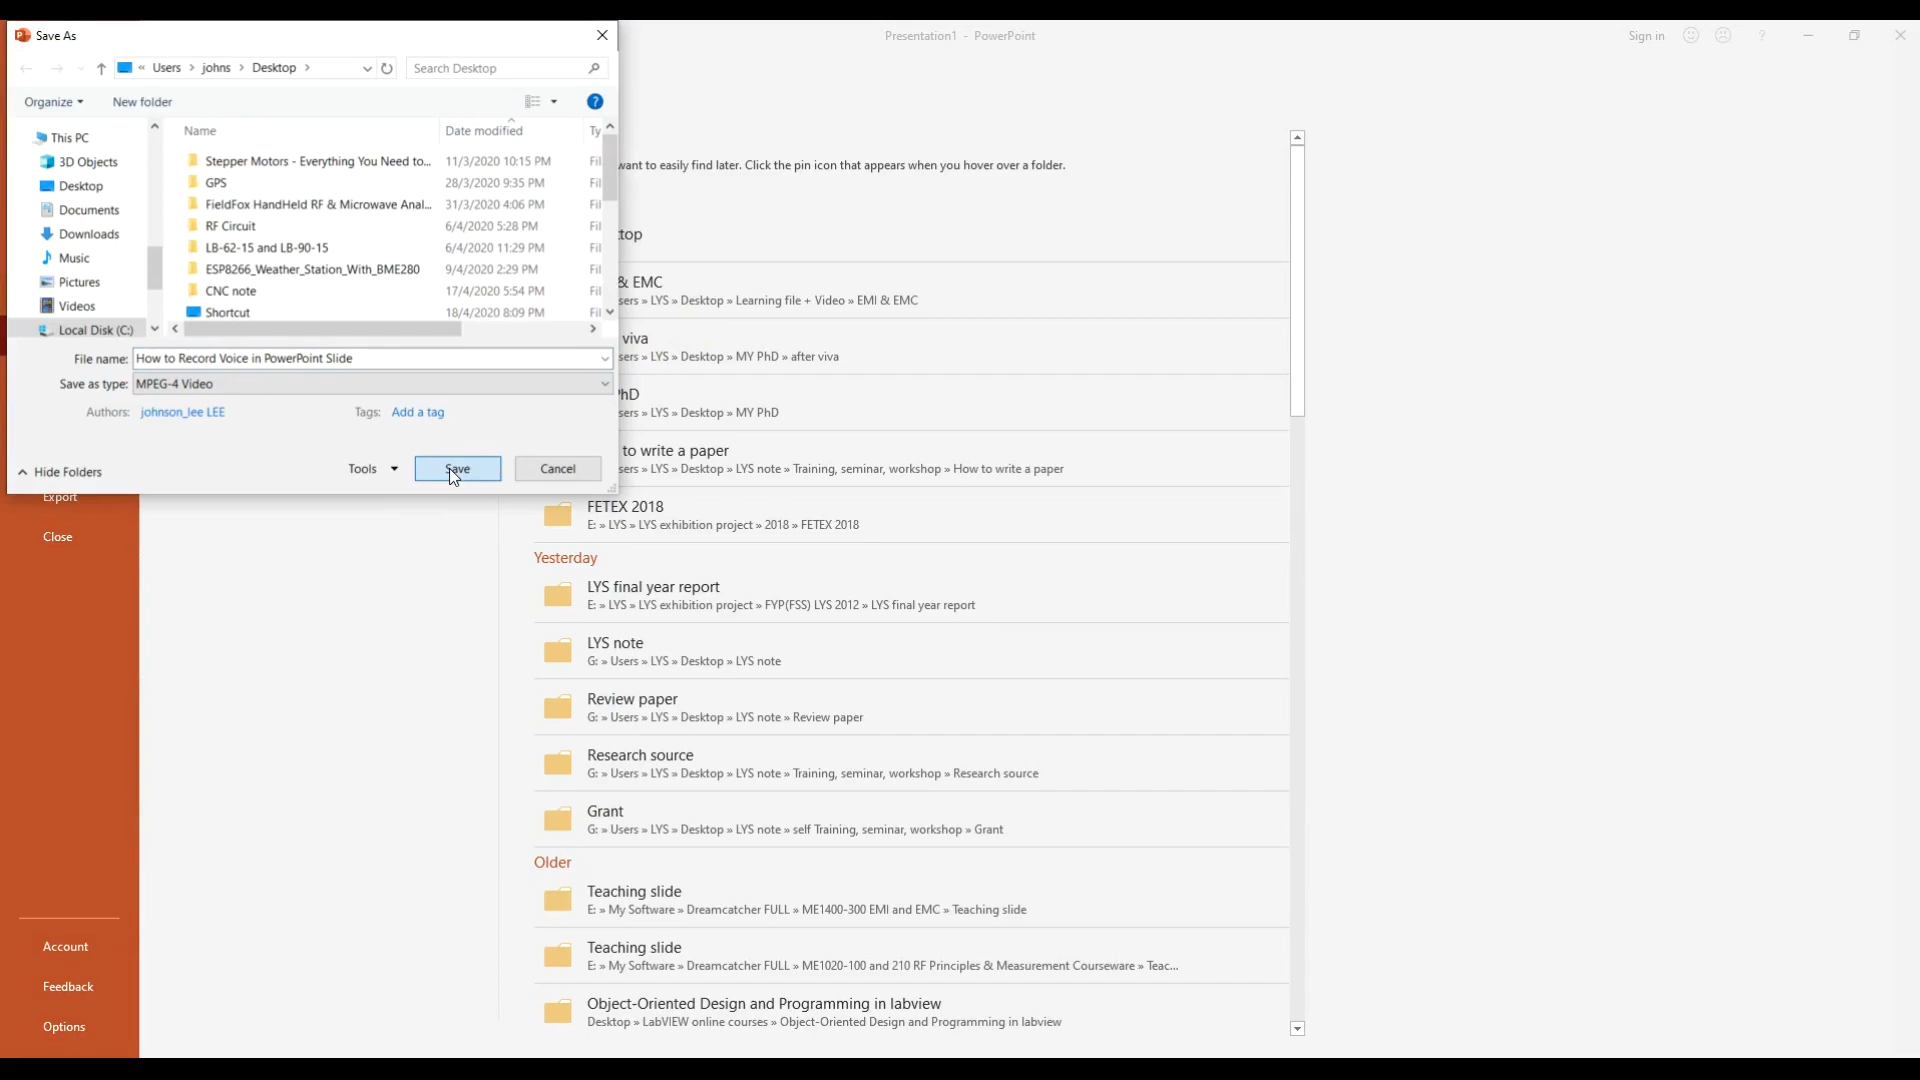 Save As
Presentation1 - PowerPoint
Sign in
?
« Users > johns > Desktop >
Search Desktop
Organize
New folder
?
This PC
3D Objects
Desktop
Documents
Downloads
Music
Pictures
Videos
Local Disk (C:)
Name Date modified Ty
Stepper Motors - Everything You Need to... 11/3/2020 10:15 PM Fil
GPS 28/3/2020 9:35 PM Fil
FieldFox HandHeld RF & Microwave Anal... 31/3/2020 4:06 PM Fil
RF Circuit 6/4/2020 5:28 PM Fil
LB-62-15 and LB-90-15 6/4/2020 11:29 PM Fil
ESP8266_Weather_Station_With_BME280 9/4/2020 2:29 PM Fil
CNC note 17/4/2020 5:54 PM Fil
Shortcut 18/4/2020 8:09 PM Fil
File name: How to Record Voice in PowerPoint Slide
Save as type: MPEG-4 Video
Authors: johnson_lee LEE Tags: Add a tag
Hide Folders
Tools Save Cancel
want to easily find later. Click the pin icon that appears when you hover over a folder.
top
& EMC
sers » LYS » Desktop » Learning file + Video » EMI & EMC
viva
sers » LYS » Desktop » MY PhD » after viva
PhD
sers » LYS » Desktop » MY PhD
to write a paper
sers » LYS » Desktop » LYS note » Training, seminar, workshop » How to write a paper
FETEX 2018
E: » LYS » LYS exhibition project » 2018 » FETEX 2018
Yesterday
LYS final year report
E: » LYS » LYS exhibition project » FYP(FSS) LYS 2012 » LYS final year report
LYS note
G: » Users » LYS » Desktop » LYS note
Review paper
G: » Users » LYS » Desktop » LYS note » Review paper
Research source
G: » Users » LYS » Desktop » LYS note » Training, seminar, workshop » Research source
Grant
G: » Users » LYS » Desktop » LYS note » self Training, seminar, workshop » Grant
Older
Teaching slide
E: » My Software » Dreamcatcher FULL » ME1400-300 EMI and EMC » Teaching slide
Teaching slide
E: » My Software » Dreamcatcher FULL » ME1020-100 and 210 RF Principles & Measurement Courseware » Teac...
Object-Oriented Design and Programming in labview
Desktop » LabVIEW online courses » Object-Oriented Design and Programming in labview
Export
Close
Account
Feedback
Options